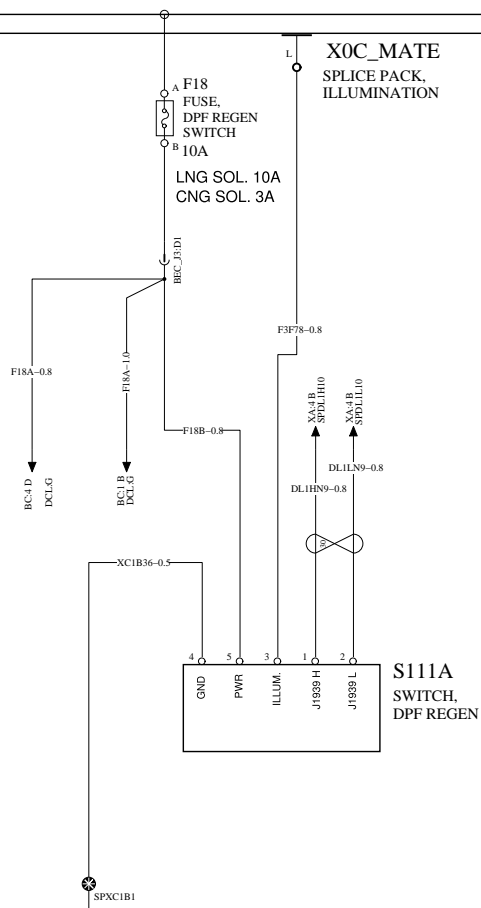 L
X0C_MATE
SPLICE PACK,
ILLUMINATION
A F18
FUSE,
DPF REGEN
SWITCH
B 10A
LNG SOL. 10A
CNG SOL. 3A
BEC_J3:D1
F3F78-0.8
F18A-0.8
F18A-1.0
F18B-0.8
XA:4 B
SPDL1H10
XA:4 B
SPDL1L10
DL1LN9-0.8
DL1HN9-0.8
BC:4 D
DCL:G
BC:1 B
DCL:G
30
XC1B36-0.5
4
5
3
1
2
GND
PWR
ILLUM.
J1939 H
J1939 L
S111A
SWITCH,
DPF REGEN
SPXC1B1